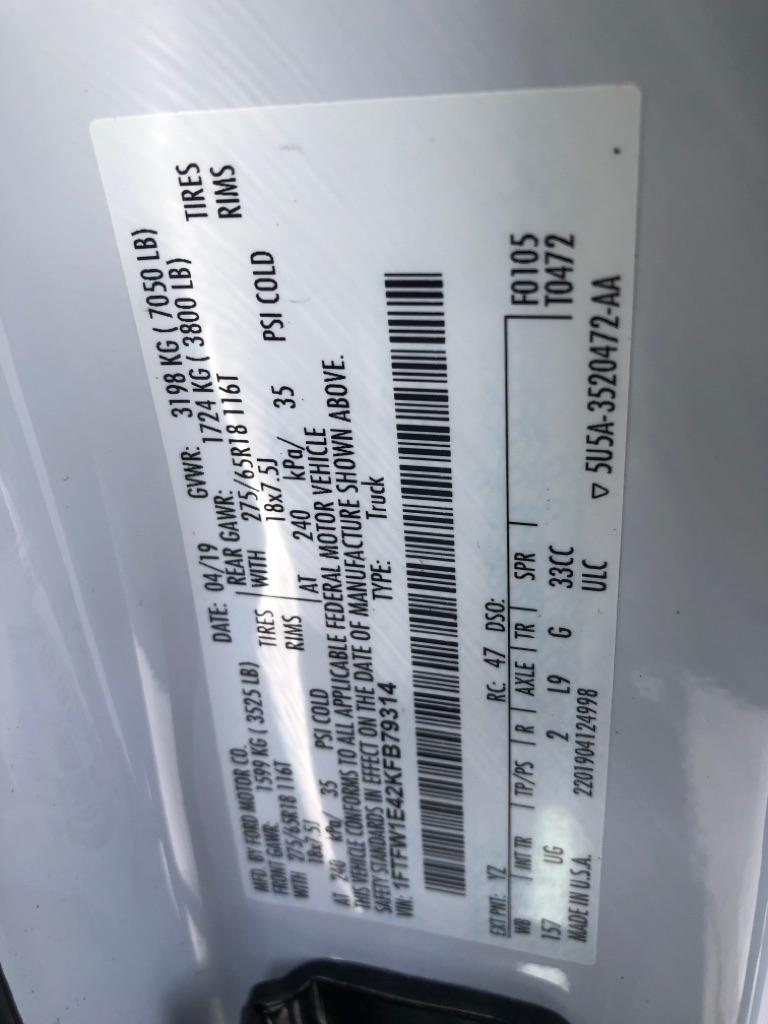 MFD. BY FORD MOTOR CO.
DATE: 04/19 GVWR: 3198 KG ( 7050 LB)
FRONT GAWR: 1599 KG ( 3525 LB) REAR GAWR: 1724 KG ( 3800 LB)
WITH 275/65R18 116T TIRES WITH 275/65R18 116T TIRES
18x7.5J RIMS 18x7.5J RIMS
AT 240 kPa/ 35 PSI COLD AT 240 kPa/ 35 PSI COLD
THIS VEHICLE CONFORMS TO ALL APPLICABLE FEDERAL MOTOR VEHICLE
SAFETY STANDARDS IN EFFECT ON THE DATE OF MANUFACTURE SHOWN ABOVE.
VIN: 1FTFW1E42KFB79314 TYPE: Truck
EXT PNT: YZ RC: 47 DSO: F0105
WB INT TR TP/PS R AXLE TR SPR T0472
157 UG 2 L9 G 33CC
MADE IN U.S.A. 2201904124998 ULC ▽ 5U5A-3520472-AA